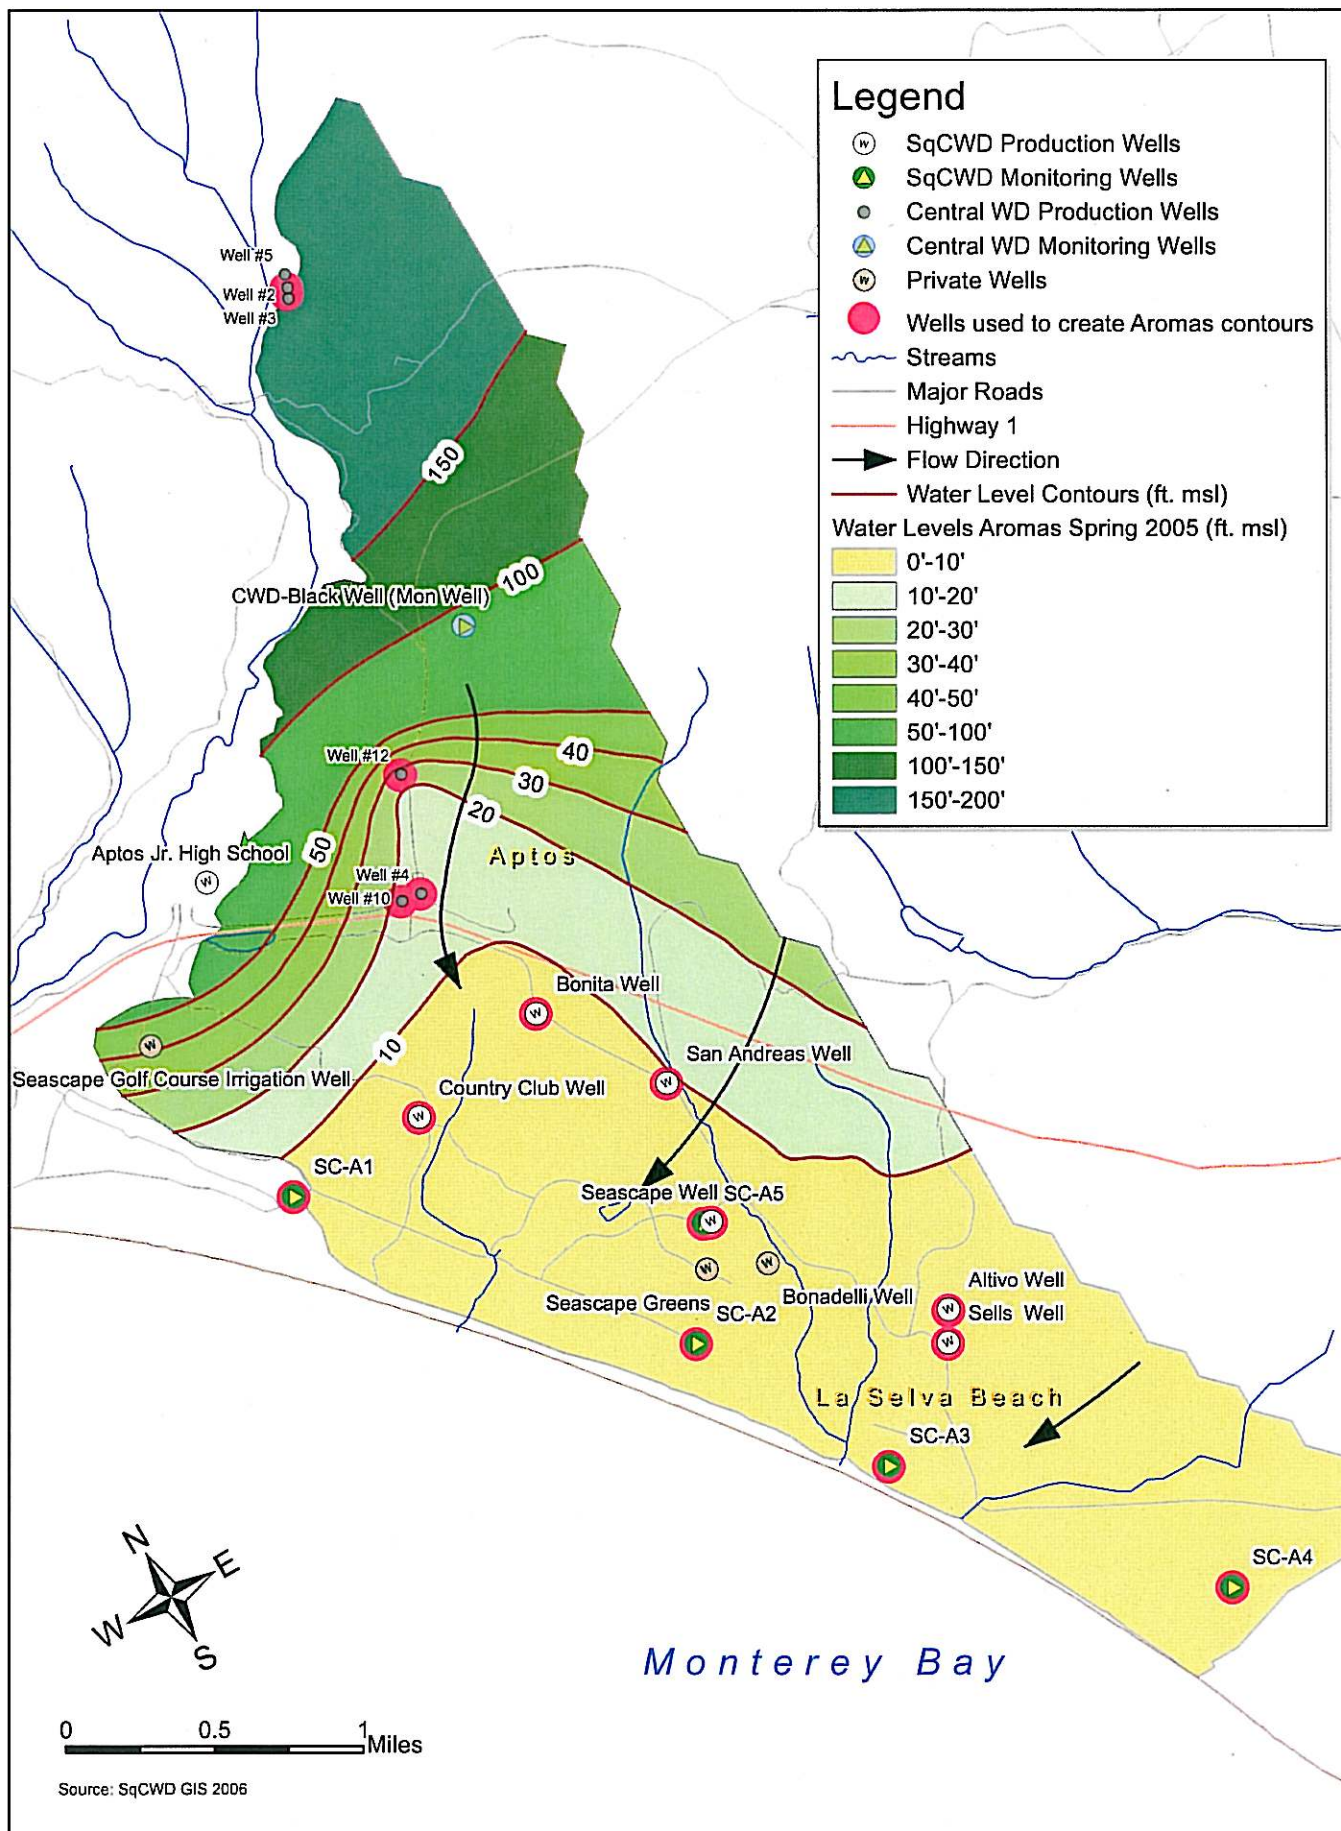 Legend
W SqCWD Production Wells
SqCWD Monitoring Wells
Central WD Production Wells
Central WD Monitoring Wells
W Private Wells
Wells used to create Aromas contours
Streams
Major Roads
Highway 1
Flow Direction
Water Level Contours (ft. msl)
Water Levels Aromas Spring 2005 (ft. msl)
0'-10'
10'-20'
20'-30'
30'-40'
40'-50'
50'-100'
100'-150'
150'-200'
Well #5
Well #2
Well #3
150
100
CWD-Black Well (Mon Well)
Well #12
40
30
20
50
Aptos
Aptos Jr. High School
W
Well #4
Well #10
Bonita Well
W
10
San Andreas Well
W
W
Seascape Golf Course Irrigation Well
Country Club Well
W
SC-A1
Seascape Well SC-A5
W
W
W
Bonadelli Well
Seascape Greens
SC-A2
Altivo Well
W
Sells Well
W
La Selva Beach
SC-A3
SC-A4
N
E
W
S
Monterey Bay
0 0.5 1
Miles
Source: SqCWD GIS 2006